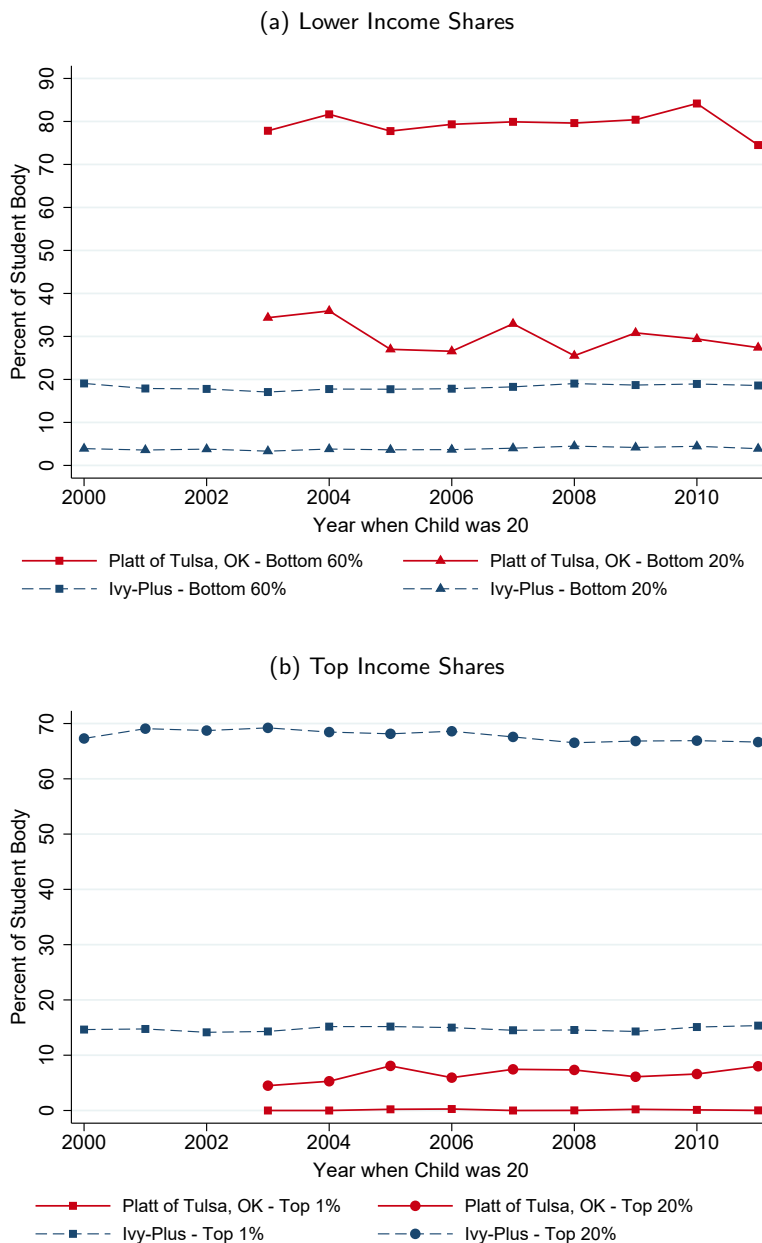 (a) Lower Income Shares
Percent of Student Body
90
80
70
60
50
40
30
20
10
0
2000 2002 2004 2006 2008 2010
Year when Child was 20
Platt of Tulsa, OK - Bottom 60% Platt of Tulsa, OK - Bottom 20%
Ivy-Plus - Bottom 60% Ivy-Plus - Bottom 20%
(b) Top Income Shares
Percent of Student Body
70
60
50
40
30
20
10
0
2000 2002 2004 2006 2008 2010
Year when Child was 20
Platt of Tulsa, OK - Top 1% Platt of Tulsa, OK - Top 20%
Ivy-Plus - Top 1% Ivy-Plus - Top 20%